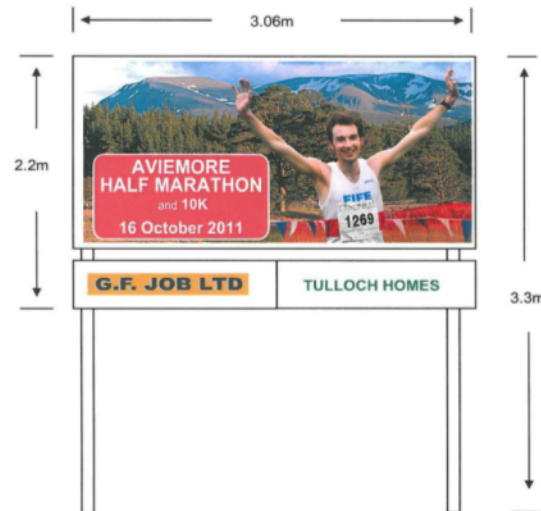 3.06m
2.2m
AVIEMORE
HALF MARATHON
and 10K
16 October 2011
FIFE
1269
G.F. JOB LTD
TULLOCH HOMES
3.3m